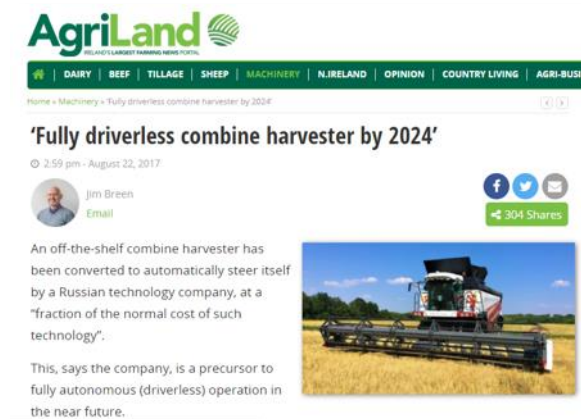 AgriLand
IRELAND'S LARGEST FARMING NEWS PORTAL
DAIRY | BEEF | TILLAGE | SHEEP | MACHINERY | N.IRELAND | OPINION | COUNTRY LIVING | AGRI-BUSI
Home » Machinery » 'Fully driverless combine harvester by 2024'
‘Fully driverless combine harvester by 2024’
2:59 pm - August 22, 2017
Jim Breen
Email
304 Shares
An off-the-shelf combine harvester has
been converted to automatically steer itself
by a Russian technology company, at a
“fraction of the normal cost of such
technology”.
This, says the company, is a precursor to
fully autonomous (driverless) operation in
the near future.